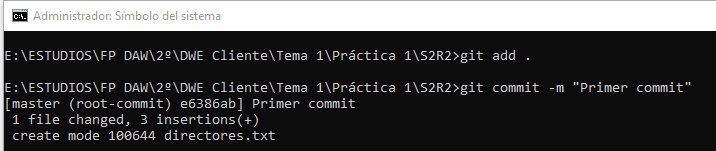 Administrador: Símbolo del sistema
E:\ESTUDIOS\FP DAW\2º\DWE Cliente\Tema 1\Práctica 1\S2R2>git add .
E:\ESTUDIOS\FP DAW\2º\DWE Cliente\Tema 1\Práctica 1\S2R2>git commit -m "Primer commit"
[master (root-commit) e6386ab] Primer commit
 1 file changed, 3 insertions(+)
 create mode 100644 directores.txt